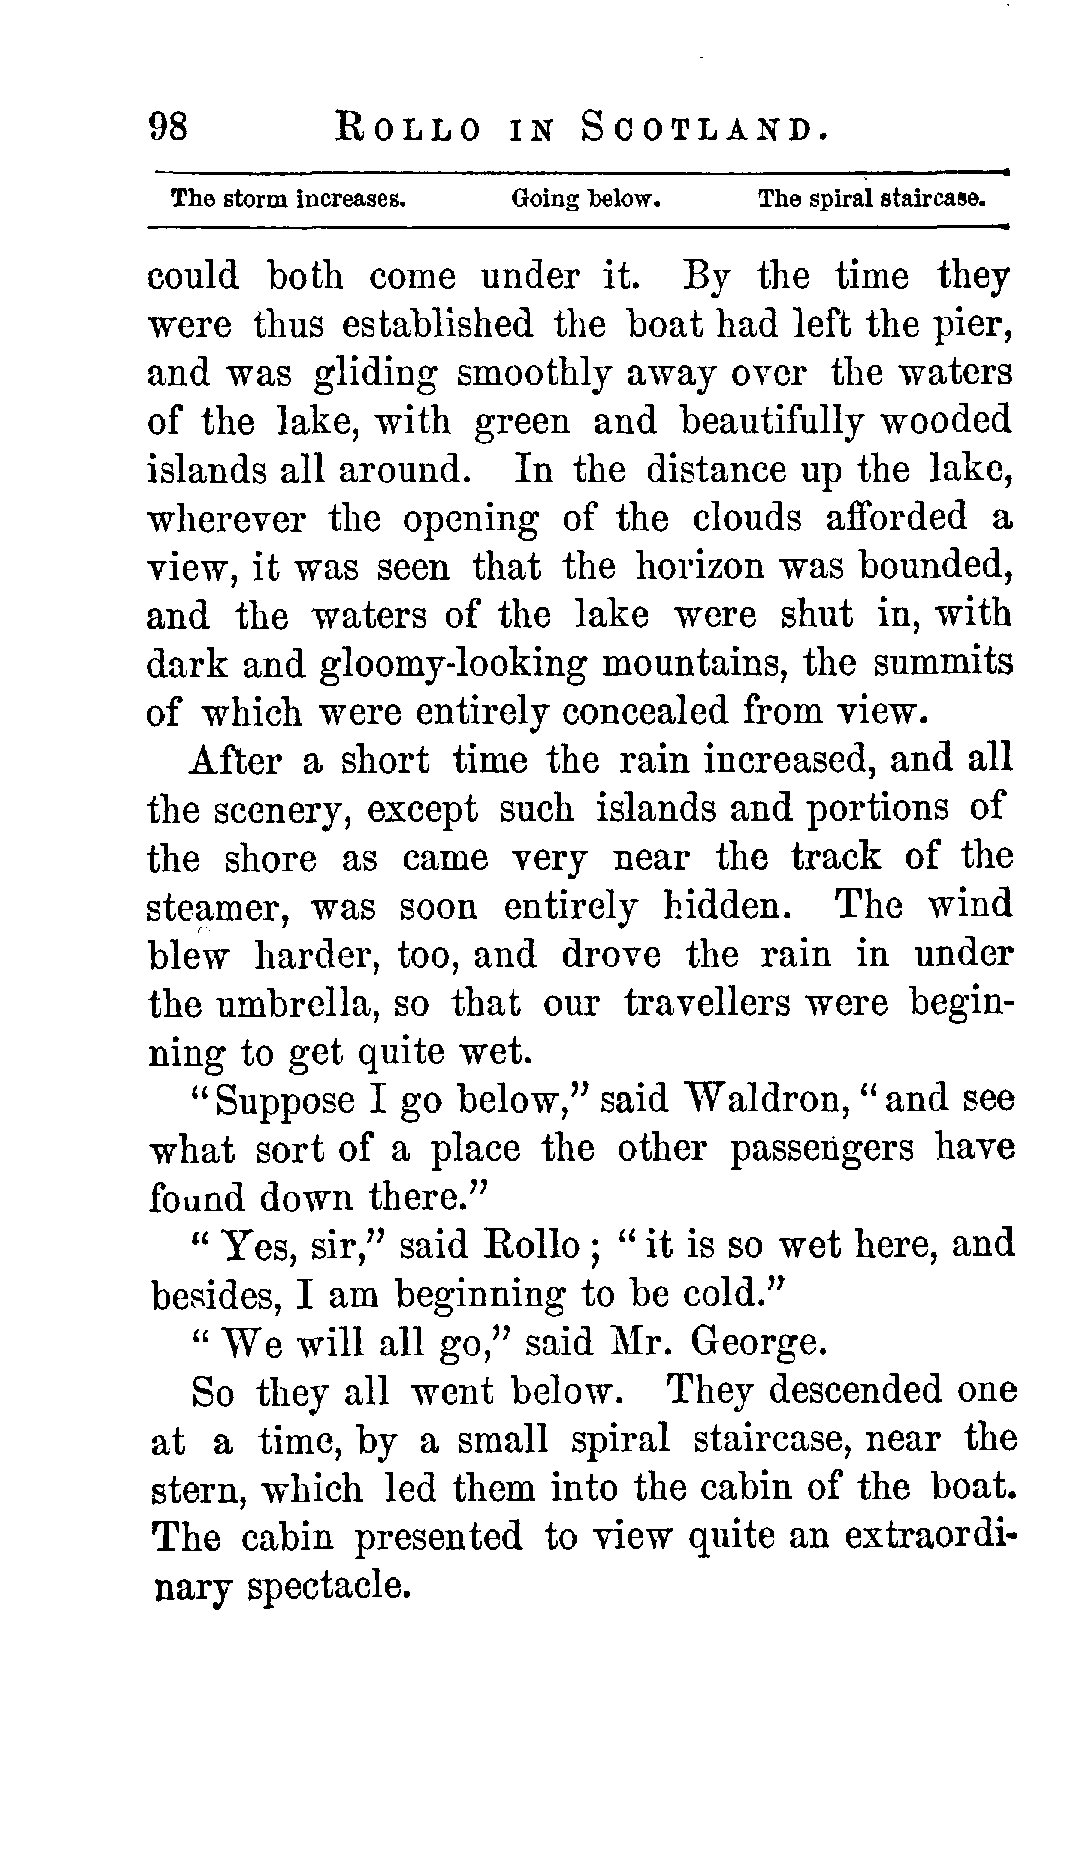 98 ROLLO IN SCOTLAND.
The storm increases. Going below. The spiral staircase.
could both come under it. By the time they
were thus established the boat had left the pier,
and was gliding smoothly away over the waters
of the lake, with green and beautifully wooded
islands all around. In the distance up the lake,
wherever the opening of the clouds afforded a
view, it was seen that the horizon was bounded,
and the waters of the lake were shut in, with
dark and gloomy-looking mountains, the summits
of which were entirely concealed from view.
After a short time the rain increased, and all
the scenery, except such islands and portions of
the shore as came very near the track of the
steamer, was soon entirely hidden. The wind
blew harder, too, and drove the rain in under
the umbrella, so that our travellers were begin-
ning to get quite wet.
"Suppose I go below," said Waldron, "and see
what sort of a place the other passengers have
found down there."
"Yes, sir," said Rollo; "it is so wet here, and
besides, I am beginning to be cold."
"We will all go," said Mr. George.
So they all went below. They descended one
at a time, by a small spiral staircase, near the
stern, which led them into the cabin of the boat.
The cabin presented to view quite an extraordi-
nary spectacle.